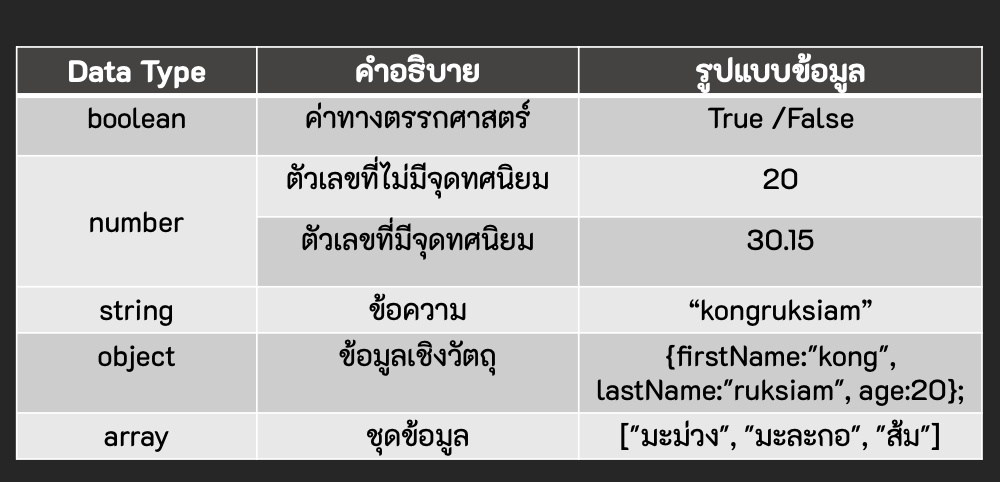 Data Type คำอธิบาย รูปแบบข้อมูล
boolean ค่าทางตรรกศาสตร์ True /False
number ตัวเลขที่ไม่มีจุดทศนิยม 20
ตัวเลขที่มีจุดทศนิยม 30.15
string ข้อความ “kongruksiam”
object ข้อมูลเชิงวัตถุ {firstName:"kong",
lastName:"ruksiam", age:20};
array ชุดข้อมูล ["มะม่วง", "มะละกอ", "ส้ม"]